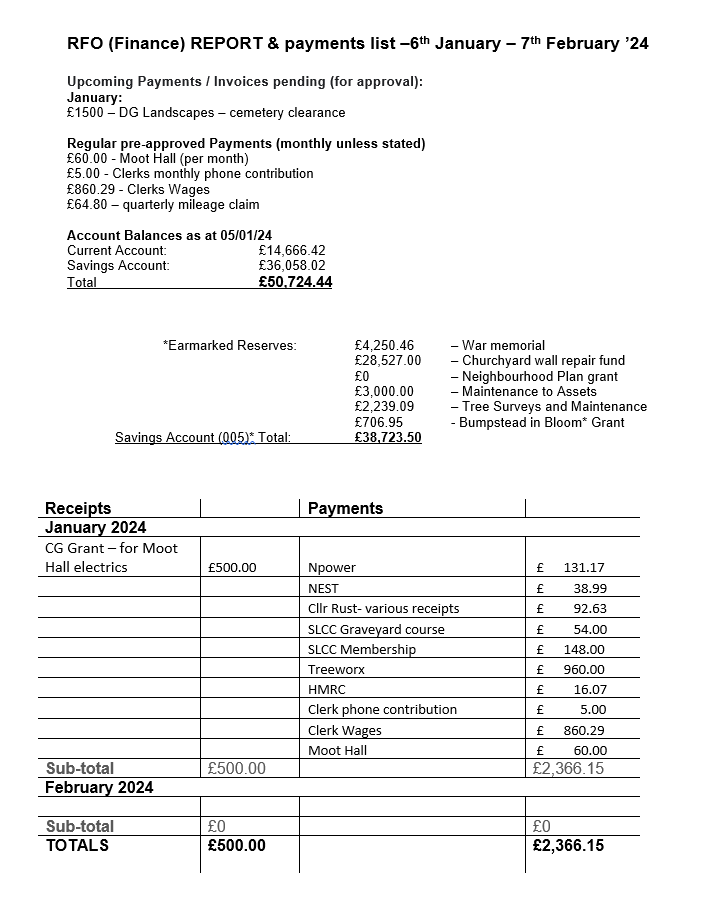 RFO (Finance) REPORT & payments list –6th January – 7th February ’24
Upcoming Payments / Invoices pending (for approval):
January:
£1500 – DG Landscapes – cemetery clearance
Regular pre-approved Payments (monthly unless stated)
£60.00 - Moot Hall (per month)
£5.00 - Clerks monthly phone contribution
£860.29 - Clerks Wages
£64.80 – quarterly mileage claim
Account Balances as at 05/01/24
Current Account: £14,666.42
Savings Account: £36,058.02
Total £50,724.44
*Earmarked Reserves: £4,250.46 – War memorial
£28,527.00 – Churchyard wall repair fund
£0 – Neighbourhood Plan grant
£3,000.00 – Maintenance to Assets
£2,239.09 – Tree Surveys and Maintenance
£706.95 - Bumpstead in Bloom* Grant
Savings Account (005)* Total: £38,723.50
Receipts Payments
January 2024
CG Grant – for Moot
Hall electrics £500.00 Npower £ 131.17
NEST £ 38.99
Cllr Rust- various receipts £ 92.63
SLCC Graveyard course £ 54.00
SLCC Membership £ 148.00
Treeworx £ 960.00
HMRC £ 16.07
Clerk phone contribution £ 5.00
Clerk Wages £ 860.29
Moot Hall £ 60.00
Sub-total £500.00 £2,366.15
February 2024
Sub-total £0 £0
TOTALS £500.00 £2,366.15